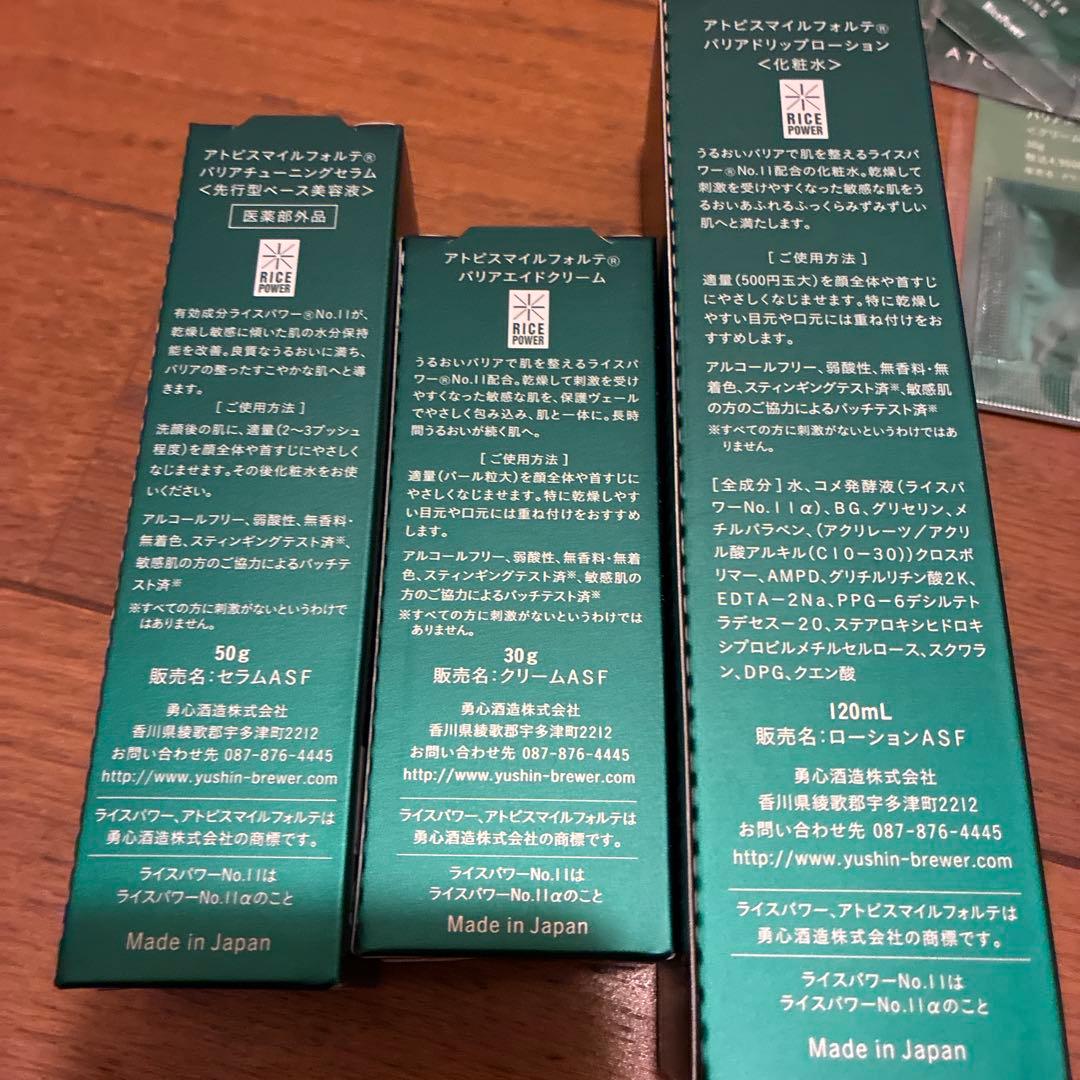 アトピスマイルフォルテ®
バリアチューニングセラム
<先行型ベース美容液>
医薬部外品
RICE
POWER
有効成分ライスパワー®No.11が、
乾燥し敏感に傾いた肌の水分保持
能を改善。良質なうるおいに満ち、
バリアの整ったすこやかな肌へと導
きます。
[ご使用方法]
洗顔後の肌に、適量(2〜3プッシュ
程度)を顔全体や首すじにやさしく
なじませます。その後化粧水をお使
いください。
アルコールフリー、弱酸性、無香料・
無着色、スティンギングテスト済※、
敏感肌の方のご協力によるパッチテ
スト済※
※すべての方に刺激がないというわけで
はありません。
50g
販売名:セラムASF
勇心酒造株式会社
香川県綾歌郡宇多津町2212
お問い合わせ先 087-876-4445
http://www.yushin-brewer.com
ライスパワー、アトピスマイルフォルテは
勇心酒造株式会社の商標です。
ライスパワーNo.11は
ライスパワーNo.11αのこと
Made in Japan
アトピスマイルフォルテ®
バリアエイドクリーム
RICE
POWER
うるおいバリアで肌を整えるライスパ
ワー®No.11配合。乾燥して刺激を受け
やすくなった敏感な肌を、保護ヴェール
でやさしく包み込み、肌と一体に。長時
間うるおいが続く肌へ。
[ご使用方法]
適量(パール粒大)を顔全体や首すじに
やさしくなじませます。特に乾燥しやす
い目元や口元には重ね付けをおすすめ
します。
アルコールフリー、弱酸性、無香料・無着
色、スティンギングテスト済※、敏感肌の
方のご協力によるパッチテスト済※
※すべての方に刺激がないというわけでは
ありません。
30g
販売名:クリームASF
勇心酒造株式会社
香川県綾歌郡宇多津町2212
お問い合わせ先 087-876-4445
http://www.yushin-brewer.com
ライスパワー、アトピスマイルフォルテは
勇心酒造株式会社の商標です。
ライスパワーNo.11は
ライスパワーNo.11αのこと
Made in Japan
アトピスマイルフォルテ®
バリアドリップローション
<化粧水>
RICE
POWER
うるおいバリアで肌を整えるライスパ
ワー®No.11配合の化粧水。乾燥して
刺激を受けやすくなった敏感な肌をう
るおいあふれるふっくらみずみずしい
肌へと満たします。
[ご使用方法]
適量(500円玉大)を顔全体や首すじ
にやさしくなじませます。特に乾燥し
やすい目元や口元には重ね付けをおす
すめします。
アルコールフリー、弱酸性、無香料・無
着色、スティンギングテスト済※、敏感肌
の方のご協力によるパッチテスト済※
※すべての方に刺激がないというわけではあ
りません。
[全成分]水、コメ発酵液(ライスパ
ワーNo.11α)、BG、グリセリン、メ
チルパラベン、(アクリレーツ/アクリ
ル酸アルキル(C10-30))クロスポ
リマー、AMPD、グリチルリチン酸2K、
EDTA-2Na、PPG-6デシルテト
ラデセス-20、ステアロキシヒドロキ
シプロピルメチルセルロース、スクワラ
ン、DPG、クエン酸
120mL
販売名:ローションASF
勇心酒造株式会社
香川県綾歌郡宇多津町2212
お問い合わせ先 087-876-4445
http://www.yushin-brewer.com
ライスパワー、アトピスマイルフォルテは
勇心酒造株式会社の商標です。
ライスパワーNo.11は
ライスパワーNo.11αのこと
Made in Japan
30g